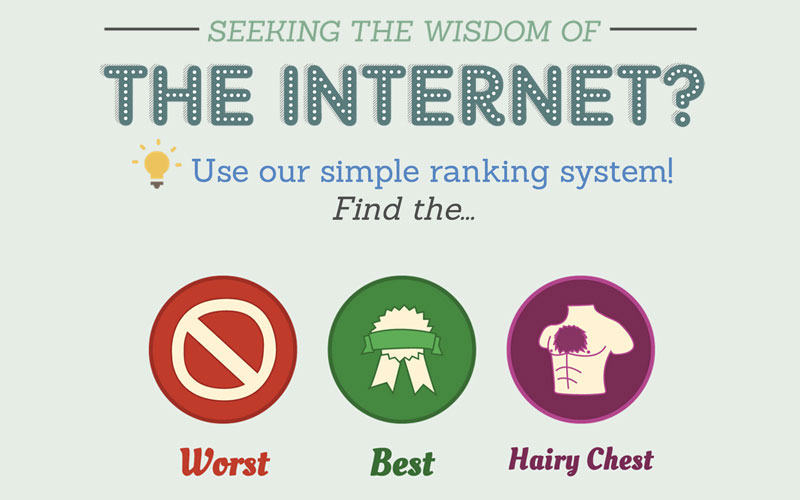 SEEKING THE WISDOM OF
THE INTERNET?
Use our simple ranking system!
Find the...
Worst
Best
Hairy Chest